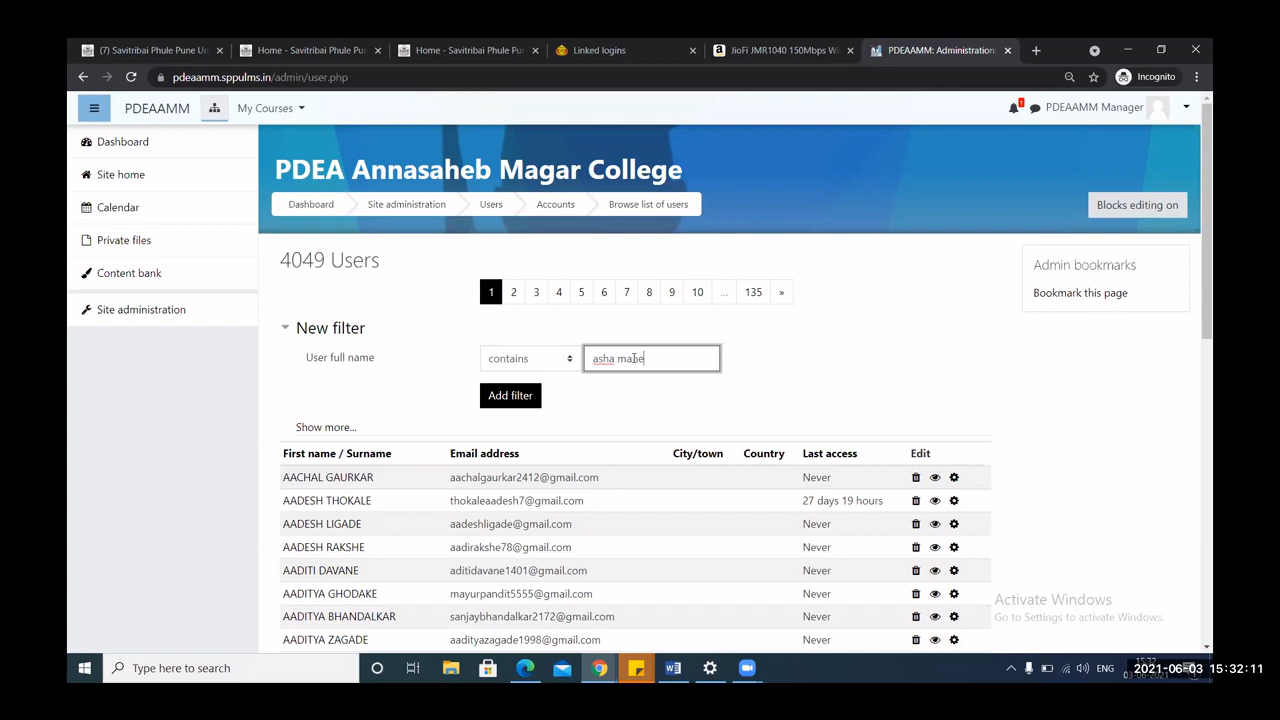 (7) Savitribai Phule Pune Un
Home - Savitribai Phule Pun
Home - Savitribai Phule Pun
Linked logins
JioFi JMR1040 150Mbps Wi
PDEAAMM: Administration:
pdeaamm.sppulms.in/admin/user.php
Incognito
PDEAAMM
My Courses
1
PDEAAMM Manager
Dashboard
Site home
Calendar
Private files
Content bank
Site administration
PDEA Annasaheb Magar College
Dashboard Site administration Users Accounts Browse list of users
Blocks editing on
4049 Users
Admin bookmarks
Bookmark this page
1 2 3 4 5 6 7 8 9 10 ... 135 »
New filter
User full name contains asha mane
Add filter
Show more...
First name / Surname Email address City/town Country Last access Edit
AACHAL GAURKAR aachalgaurkar2412@gmail.com Never
AADESH THOKALE thokaleaadesh7@gmail.com 27 days 19 hours
AADESH LIGADE aadeshligade@gmail.com Never
AADESH RAKSHE aadirakshe78@gmail.com Never
AADITI DAVANE aditidavane1401@gmail.com Never
AADITYA GHODAKE mayurpandit5555@gmail.com Never
AADITYA BHANDALKAR sanjaybhandalkar2172@gmail.com Never
AADITYA ZAGADE aadityazagade1998@gmail.com Never
Activate Windows
Go to Settings to activate Windows.
Type here to search
ENG
2021-06-03 15:32:11